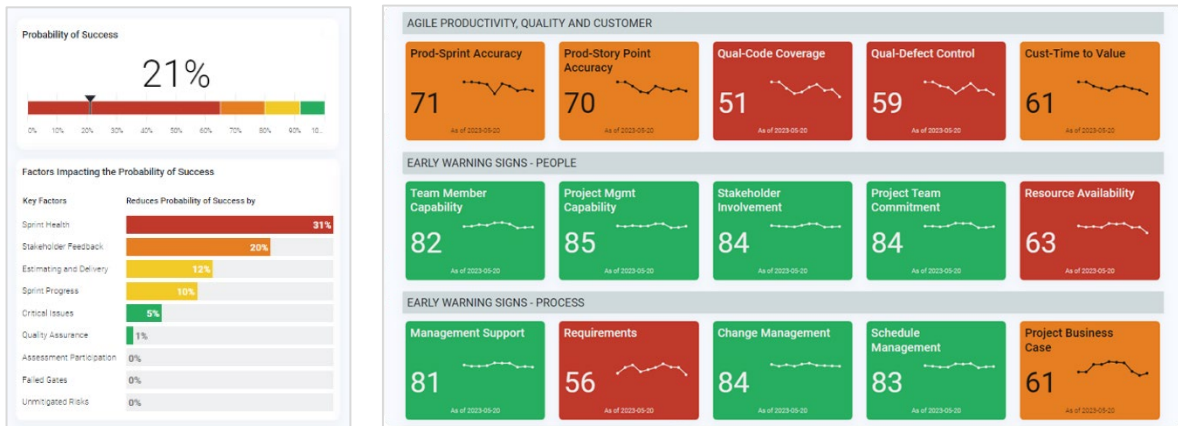 Probability of Success
21%
0% 10% 20% 30% 40% 50% 60% 70% 80% 90% 10...
Factors Impacting the Probability of Success
Key Factors Reduces Probability of Success by
Sprint Health 31%
Stakeholder Feedback 20%
Estimating and Delivery 12%
Sprint Progress 10%
Critical Issues 5%
Quality Assurance 1%
Assessment Participation 0%
Failed Gates 0%
Unmitigated Risks 0%
AGILE PRODUCTIVITY, QUALITY AND CUSTOMER
Prod-Sprint Accuracy
71
As of 2023-05-20
Prod-Story Point
Accuracy
70
As of 2023-05-20
Qual-Code Coverage
51
As of 2023-05-20
Qual-Defect Control
59
As of 2023-05-20
Cust-Time to Value
61
As of 2023-05-20
EARLY WARNING SIGNS - PEOPLE
Team Member
Capability
82
As of 2023-05-20
Project Mgmt
Capability
85
As of 2023-05-20
Stakeholder
Involvement
84
As of 2023-05-20
Project Team
Commitment
84
As of 2023-05-20
Resource Availability
63
As of 2023-05-20
EARLY WARNING SIGNS - PROCESS
Management Support
81
As of 2023-05-20
Requirements
56
As of 2023-05-20
Change Management
84
As of 2023-05-20
Schedule
Management
83
As of 2023-05-20
Project Business
Case
61
As of 2023-05-20